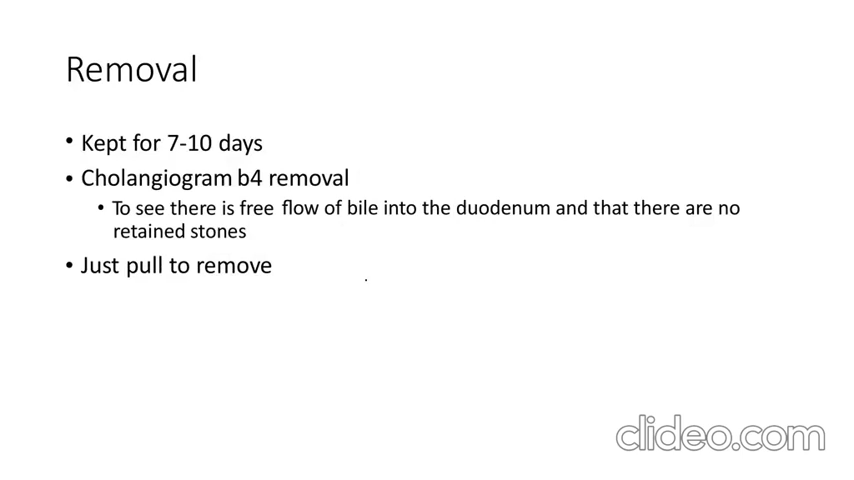 Removal
• Kept for 7-10 days
• Cholangiogram b4 removal
• To see there is free flow of bile into the duodenum and that there are no
retained stones
• Just pull to remove
clideo.com